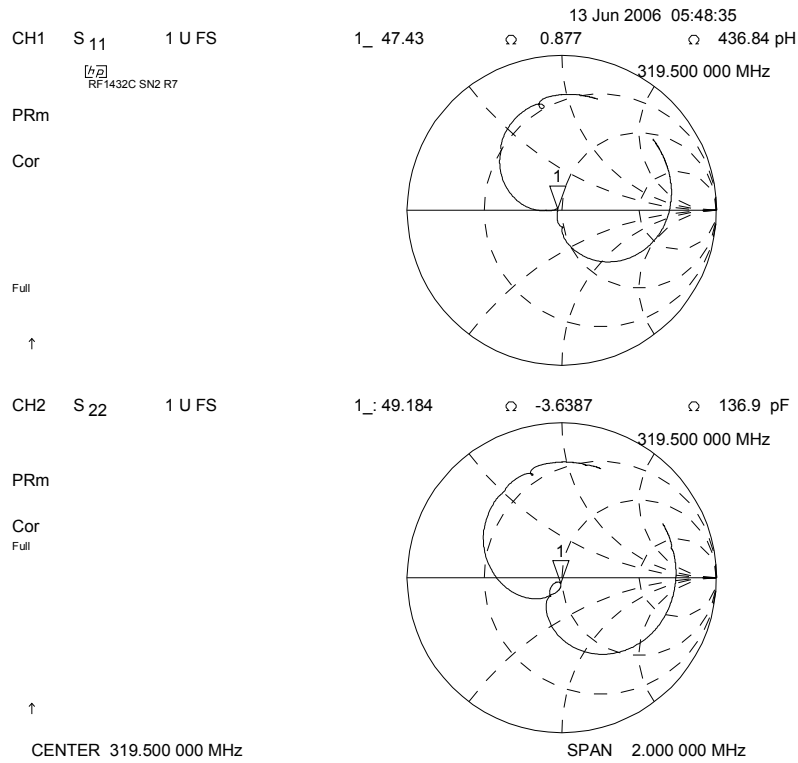 13 Jun 2006 05:48:35
CH1 S 11 1 U FS 1_ 47.43 Ω 0.877 Ω 436.84 pH
hp
319.500 000 MHz
RF1432C SN2 R7
PRm
Cor
1
Full
↑
CH2 S 22 1 U FS 1_: 49.184 Ω -3.6387 Ω 136.9 pF
319.500 000 MHz
PRm
Cor
Full
1
↑
CENTER 319.500 000 MHz SPAN 2.000 000 MHz